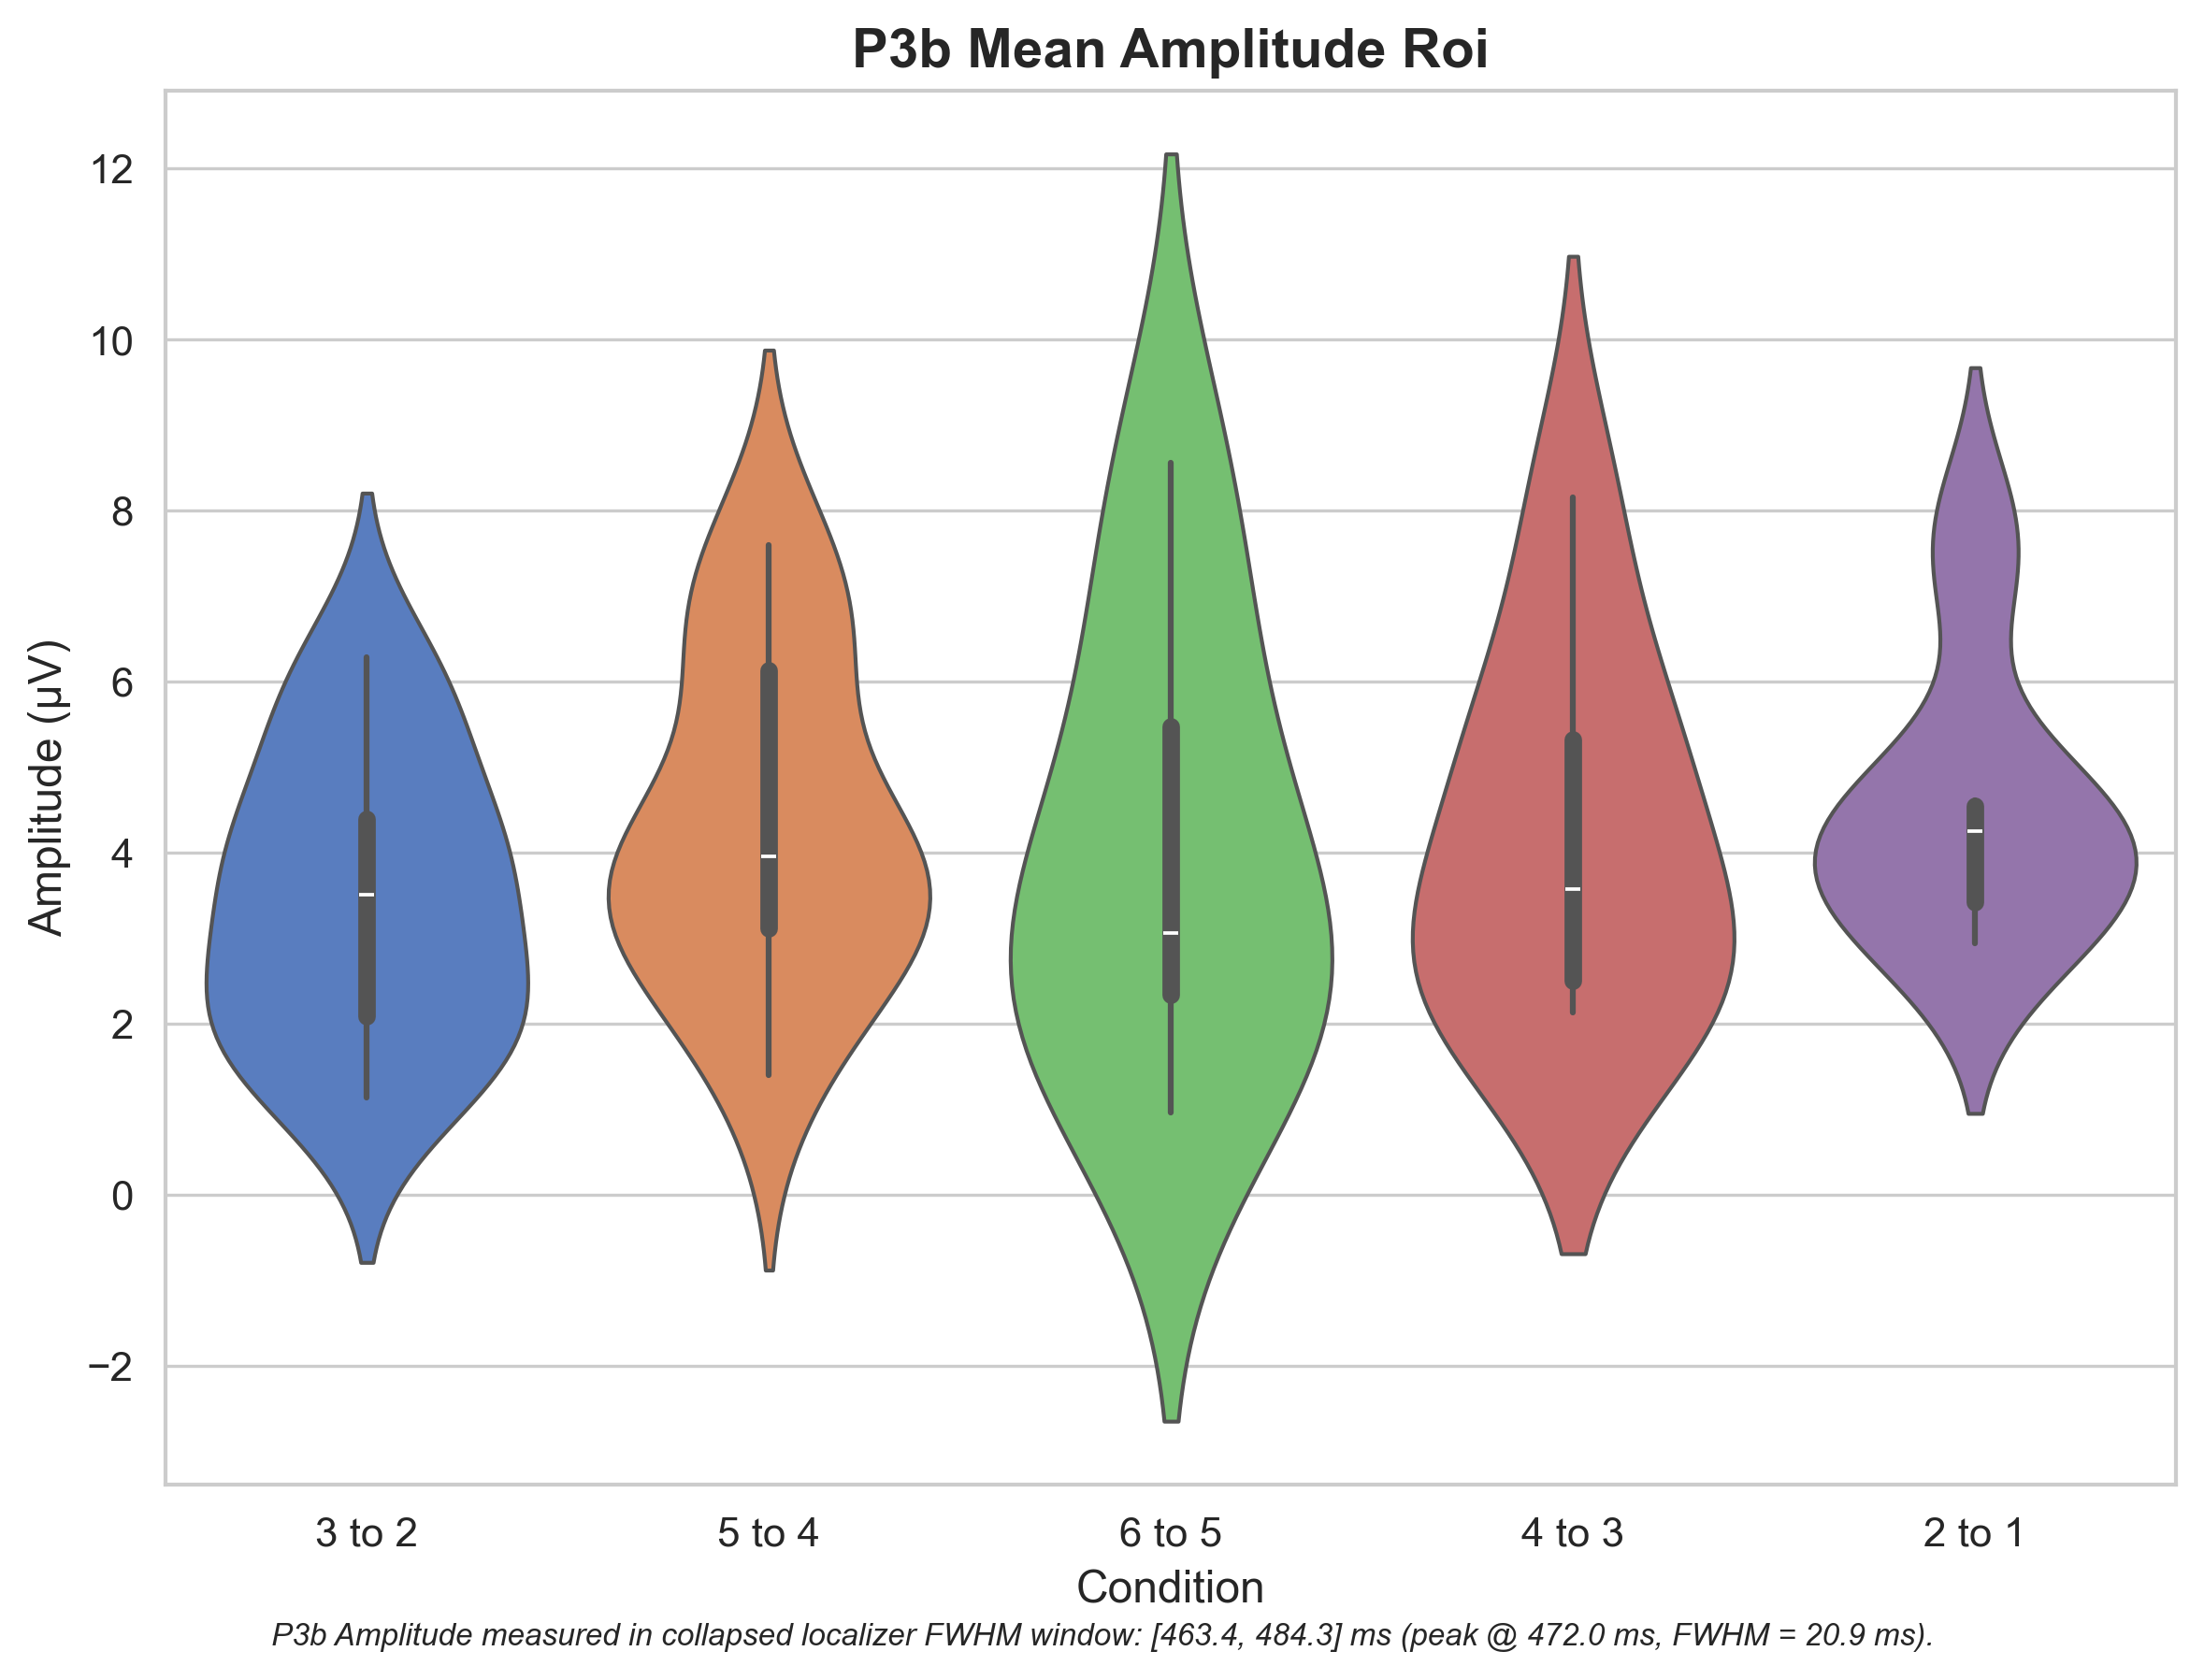 P3b Mean Amplitude Roi
Amplitude (µV)
12
10
8
6
4
2
0
−2
3 to 2
5 to 4
6 to 5
4 to 3
2 to 1
Condition
P3b Amplitude measured in collapsed localizer FWHM window: [463.4, 484.3] ms (peak @ 472.0 ms, FWHM = 20.9 ms).